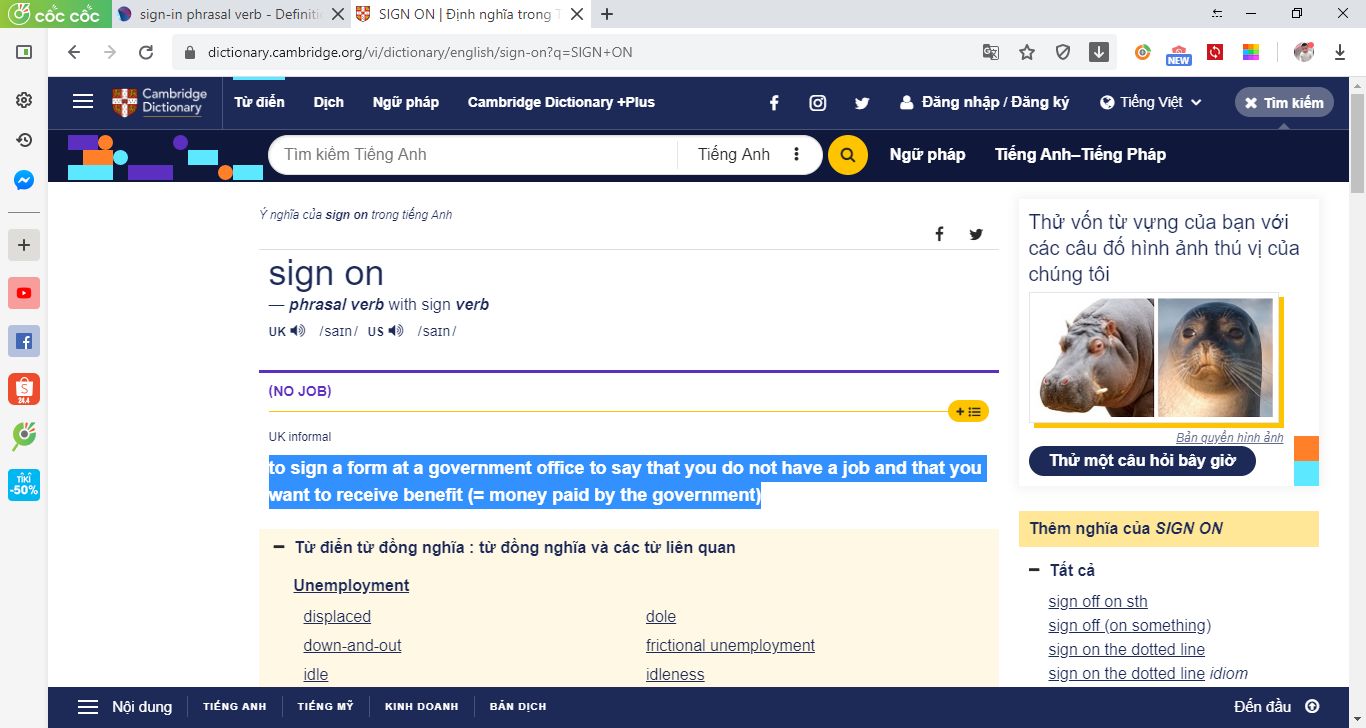 cốc cốc
sign-in phrasal verb - Definiti
SIGN ON | Định nghĩa trong T
dictionary.cambridge.org/vi/dictionary/english/sign-on?q=SIGN+ON
NEW
Cambridge
Dictionary
Từ điển
Dịch
Ngữ pháp
Cambridge Dictionary +Plus
Đăng nhập / Đăng ký
Tiếng Việt
Tìm kiếm
Tìm kiếm Tiếng Anh
Tiếng Anh
Ngữ pháp
Tiếng Anh–Tiếng Pháp
Ý nghĩa của sign on trong tiếng Anh
sign on
— phrasal verb with sign verb
UK /saɪn/ US /saɪn/
(NO JOB)
UK informal
to sign a form at a government office to say that you do not have a job and that you
want to receive benefit (= money paid by the government)
Từ điển từ đồng nghĩa : từ đồng nghĩa và các từ liên quan
Unemployment
displaced
dole
down-and-out
frictional unemployment
idle
idleness
Thử vốn từ vựng của bạn với
các câu đố hình ảnh thú vị của
chúng tôi
Bản quyền hình ảnh
Thử một câu hỏi bây giờ
Thêm nghĩa của SIGN ON
Tất cả
sign off on sth
sign off (on something)
sign on the dotted line
sign on the dotted line idiom
S
24.4
TIKI
-50%
Nội dung
TIẾNG ANH
TIẾNG MỸ
KINH DOANH
BẢN DỊCH
Đến đầu